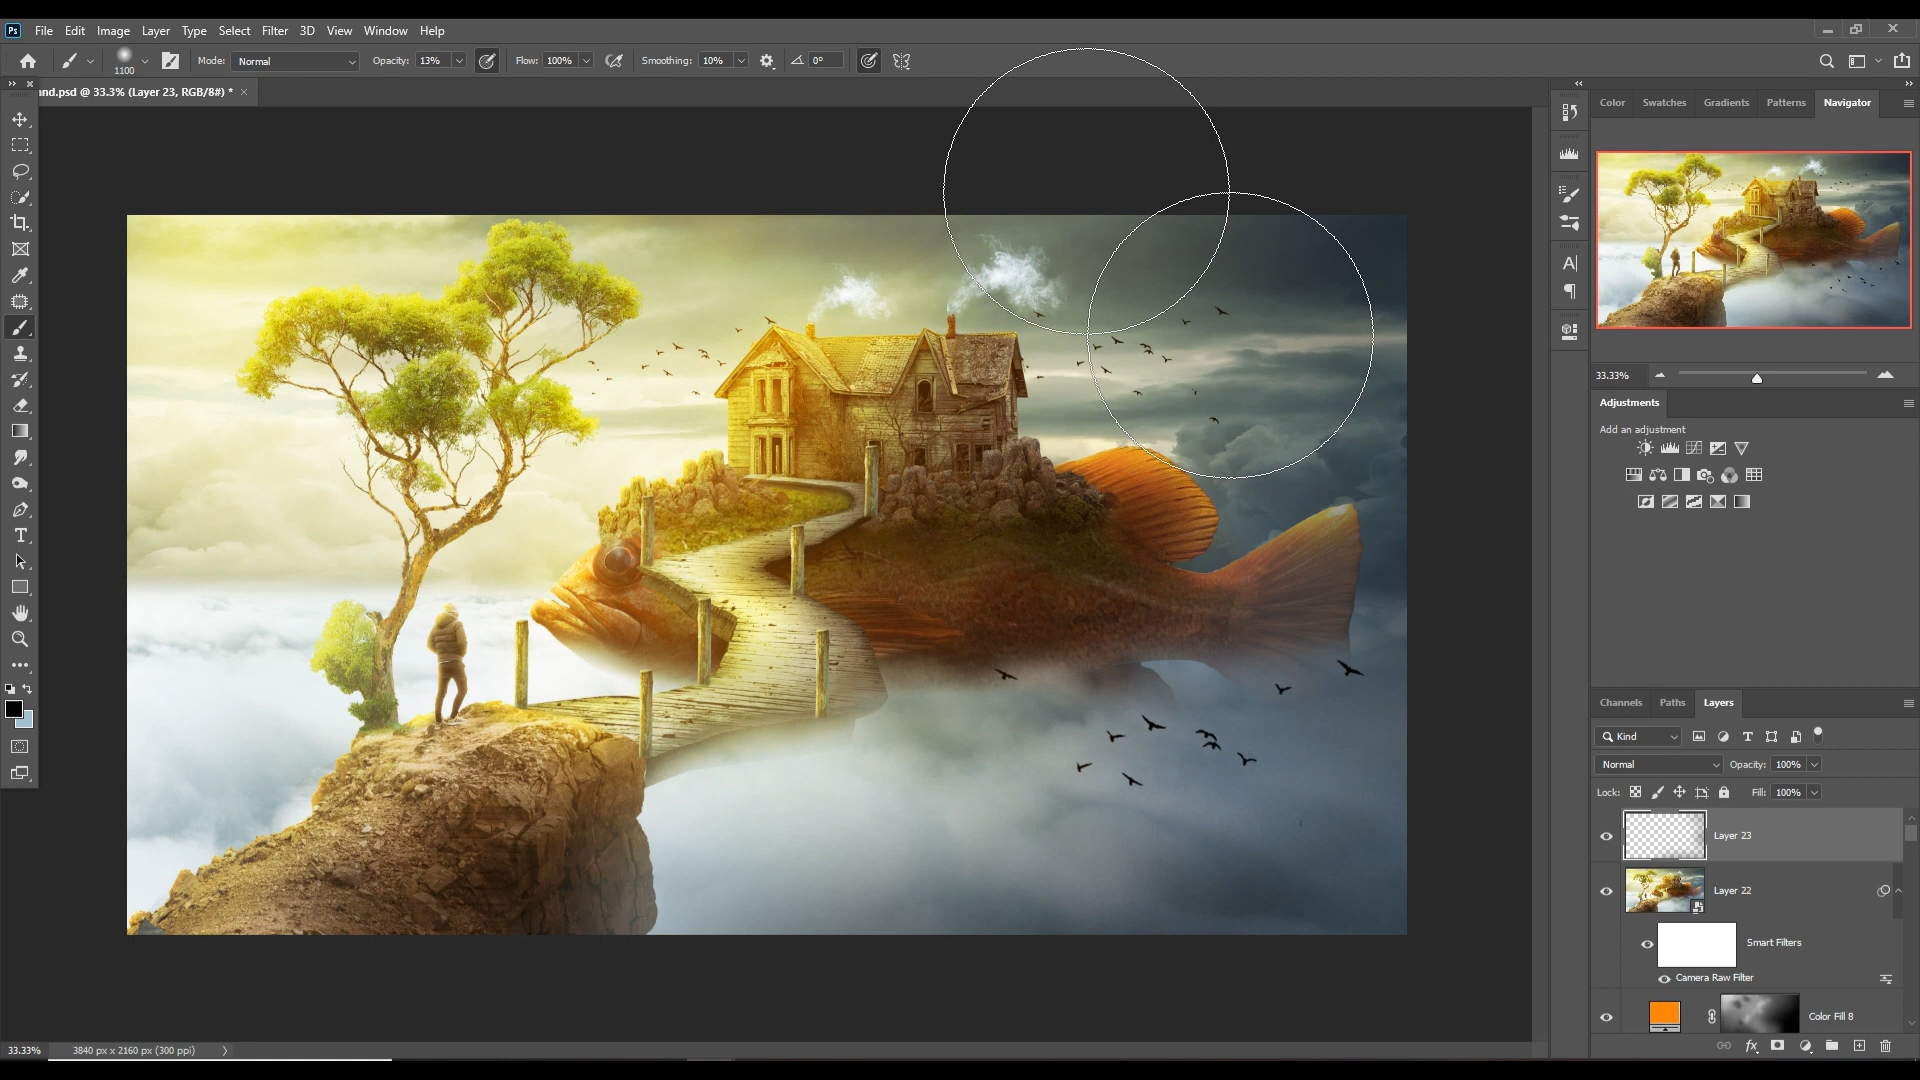 Ps File Edit Image Layer Type Select Filter 3D View Window Help
1100 Mode: Normal Opacity: 13% Flow: 100% Smoothing: 10% 0°
and.psd @ 33.3% (Layer 23, RGB/8#) * ×
Color Swatches Gradients Patterns Navigator
33.33%
Adjustments
Add an adjustment
Channels Paths Layers
Kind
Normal Opacity: 100%
Lock: Fill: 100%
Layer 23
Layer 22
Smart Filters
Camera Raw Filter
Color Fill 8
33.33% 3840 px x 2160 px (300 ppi)